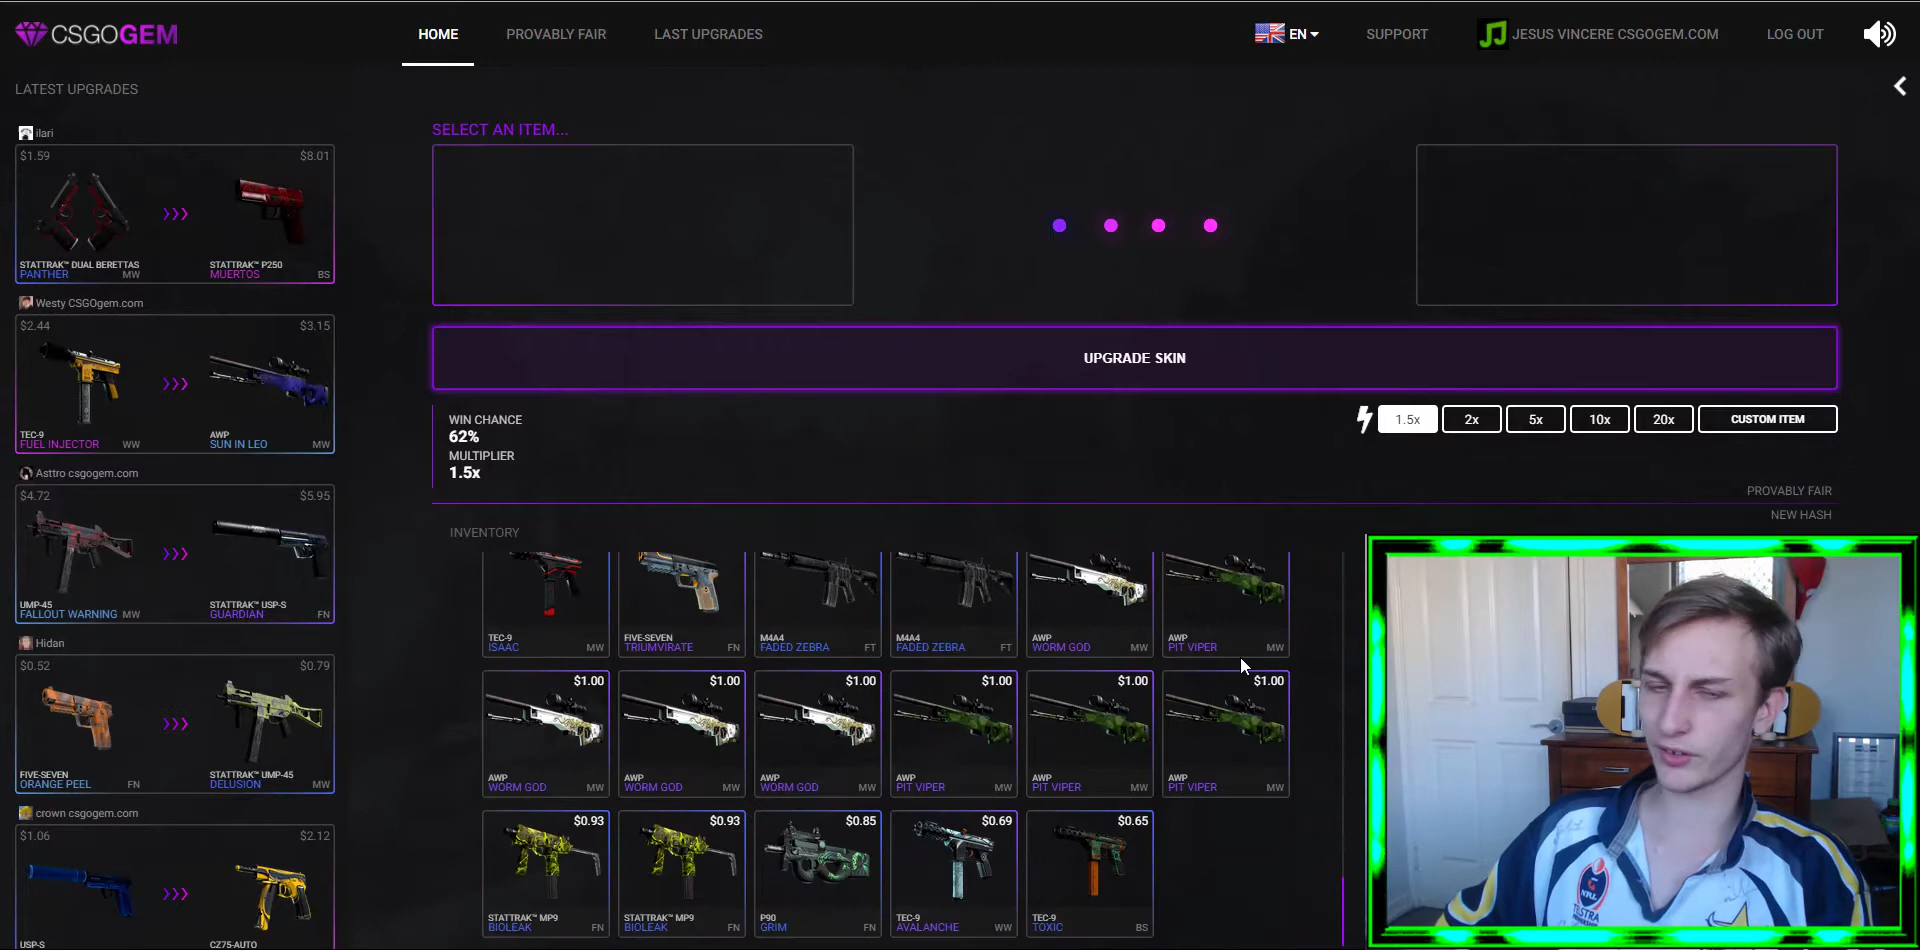 CSGOGEM
HOME
PROVABLY FAIR
LAST UPGRADES
EN
SUPPORT
JESUS VINCERE CSGOGEM.COM
LOG OUT
LATEST UPGRADES
ilari
$1.59 $8.01
STATTRAK™ DUAL BERETTAS STATTRAK™ P250
PANTHER MW MUERTOS BS
Westy CSGOgem.com
$2.44 $3.15
TEC-9 AWP
FUEL INJECTOR WW SUN IN LEO MW
Asttro csgogem.com
$4.72 $5.95
UMP-45 STATTRAK™ USP-S
FALLOUT WARNING MW GUARDIAN FN
Hidan
$0.52 $0.79
FIVE-SEVEN STATTRAK™ UMP-45
ORANGE PEEL FN DELUSION MW
crown csgogem.com
$1.06 $2.12
USP-S CZ75-AUTO
SELECT AN ITEM...
UPGRADE SKIN
WIN CHANCE
62%
MULTIPLIER
1.5x
1.5x 2x 5x 10x 20x CUSTOM ITEM
PROVABLY FAIR
NEW HASH
INVENTORY
TEC-9 FIVE-SEVEN M4A4 M4A4 AWP AWP
ISAAC MW TRIUMVIRATE FN FADED ZEBRA FT FADED ZEBRA FT WORM GOD MW PIT VIPER MW
$1.00 $1.00 $1.00 $1.00 $1.00 $1.00
AWP AWP AWP AWP AWP AWP
WORM GOD MW WORM GOD MW WORM GOD MW PIT VIPER MW PIT VIPER MW PIT VIPER MW
$0.93 $0.93 $0.85 $0.69 $0.65
STATTRAK™ MP9 STATTRAK™ MP9 P90 TEC-9 TEC-9
BIOLEAK FN BIOLEAK FN GRIM FN AVALANCHE WW TOXIC BS
NRL
TELSTRA